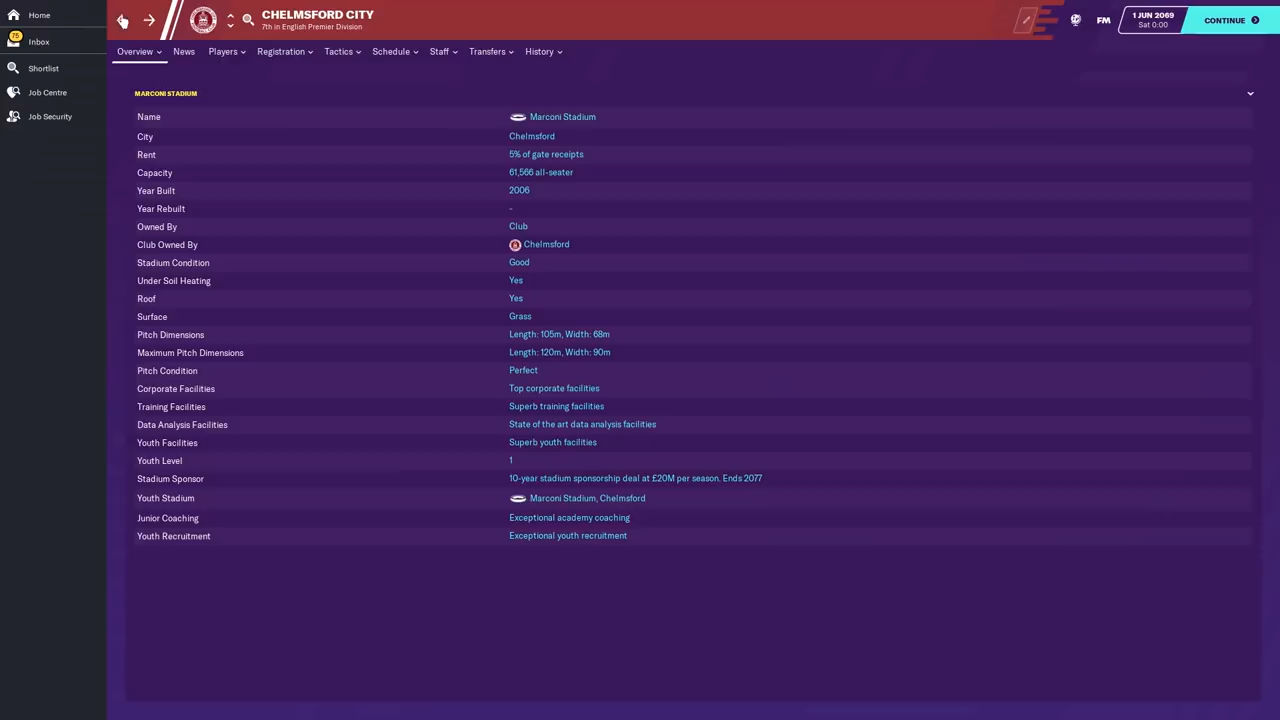 Home
75
Inbox
Shortlist
Job Centre
Job Security
CHELMSFORD CITY
7th in English Premier Division
FM
1 JUN 2069
Sat 0:00
CONTINUE
Overview
News
Players
Registration
Tactics
Schedule
Staff
Transfers
History
MARCONI STADIUM
Name Marconi Stadium
City Chelmsford
Rent 5% of gate receipts
Capacity 61,566 all-seater
Year Built 2006
Year Rebuilt -
Owned By Club
Club Owned By Chelmsford
Stadium Condition Good
Under Soil Heating Yes
Roof Yes
Surface Grass
Pitch Dimensions Length: 105m, Width: 68m
Maximum Pitch Dimensions Length: 120m, Width: 90m
Pitch Condition Perfect
Corporate Facilities Top corporate facilities
Training Facilities Superb training facilities
Data Analysis Facilities State of the art data analysis facilities
Youth Facilities Superb youth facilities
Youth Level 1
Stadium Sponsor 10-year stadium sponsorship deal at £20M per season. Ends 2077
Youth Stadium Marconi Stadium, Chelmsford
Junior Coaching Exceptional academy coaching
Youth Recruitment Exceptional youth recruitment